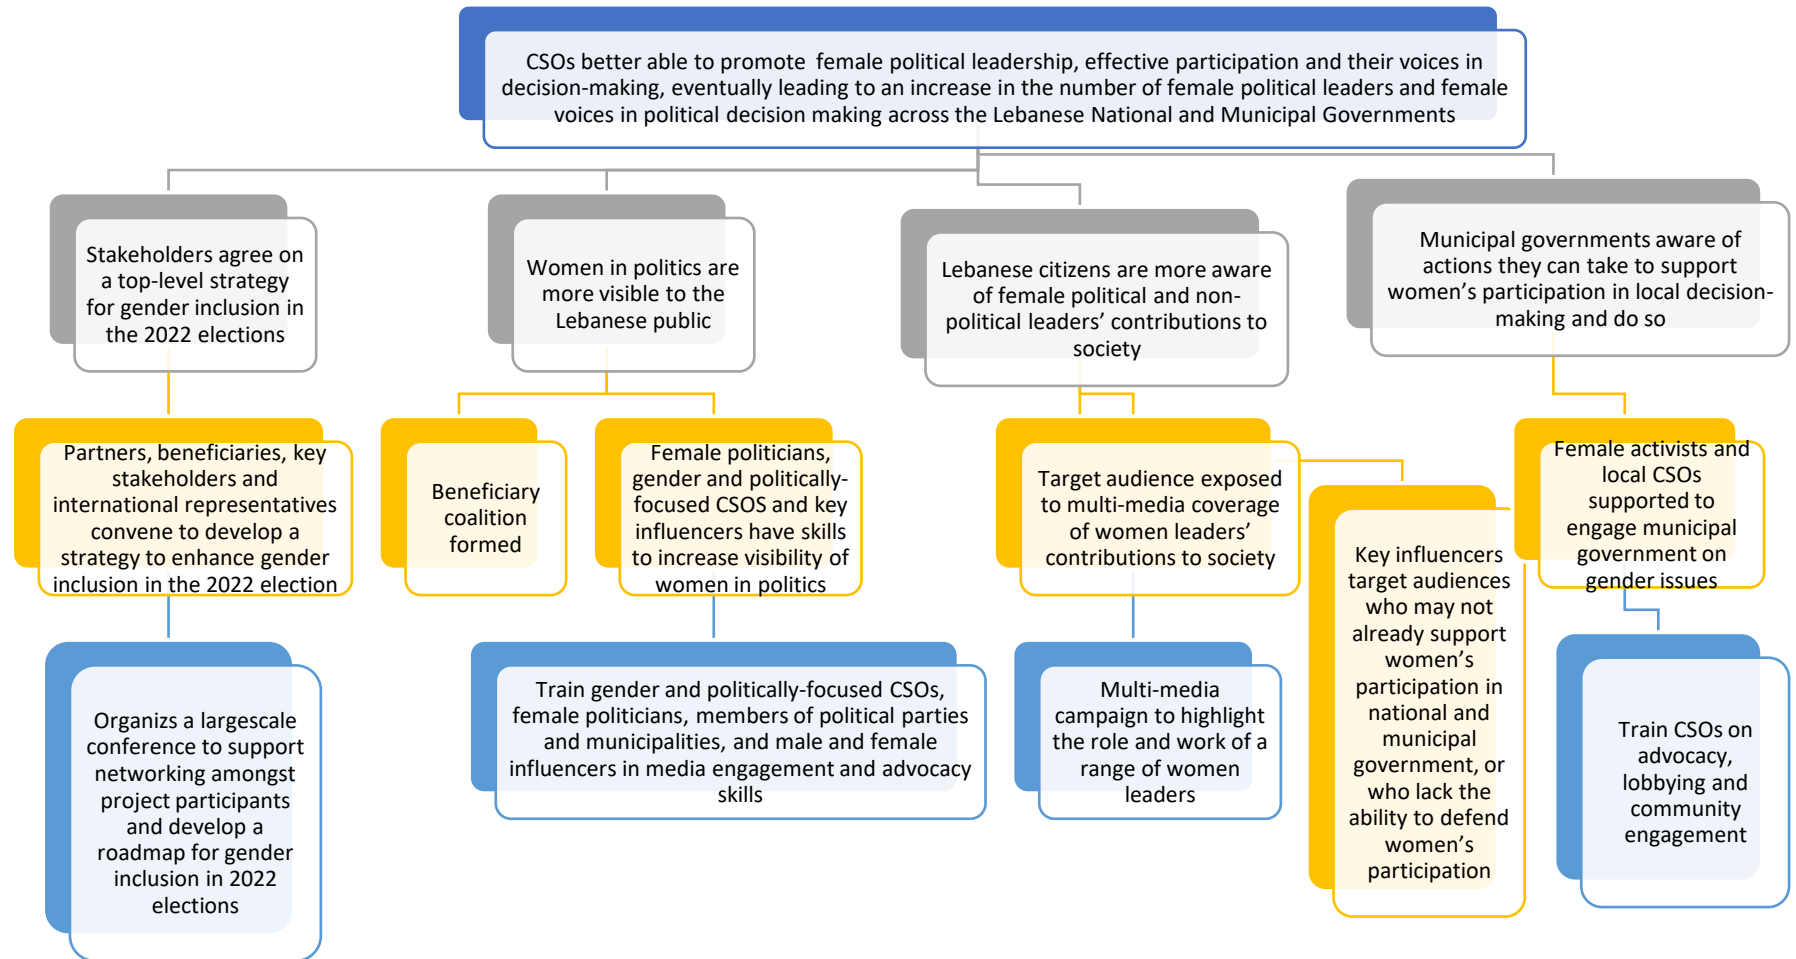 CSOs better able to promote female political leadership, effective participation and their voices in
decision-making, eventually leading to an increase in the number of female political leaders and female
voices in political decision making across the Lebanese National and Municipal Governments
Stakeholders agree on
a top-level strategy
for gender inclusion in
the 2022 elections
Women in politics are
more visible to the
Lebanese public
Lebanese citizens are more aware
of female political and non-
political leaders’ contributions to
society
Municipal governments aware of
actions they can take to support
women’s participation in local decision-
making and do so
Partners, beneficiaries, key
stakeholders and
international representatives
convene to develop a
strategy to enhance gender
inclusion in the 2022 election
Beneficiary
coalition
formed
Female politicians,
gender and politically-
focused CSOS and key
influencers have skills
to increase visibility of
women in politics
Target audience exposed
to multi-media coverage
of women leaders’
contributions to society
Key influencers
target audiences
who may not
already support
women’s
participation in
national and
municipal
government, or
who lack the
ability to defend
women’s
participation
Female activists and
local CSOs
supported to
engage municipal
government on
gender issues
Organizs a largescale
conference to support
networking amongst
project participants
and develop a
roadmap for gender
inclusion in 2022
elections
Train gender and politically-focused CSOs,
female politicians, members of political parties
and municipalities, and male and female
influencers in media engagement and advocacy
skills
Multi-media
campaign to highlight
the role and work of a
range of women
leaders
Train CSOs on
advocacy,
lobbying and
community
engagement